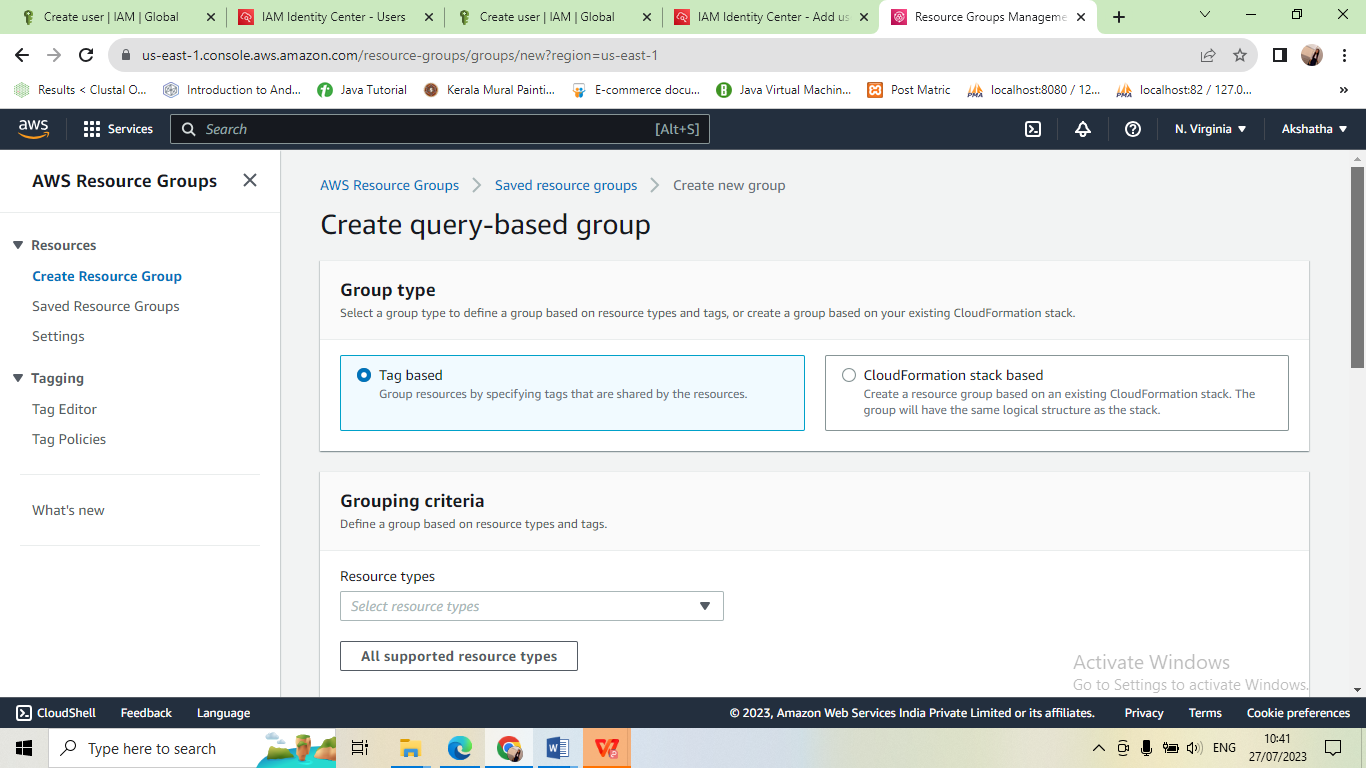 Create user | IAM | Global
IAM Identity Center - Users
Create user | IAM | Global
IAM Identity Center - Add us
Resource Groups Manageme
us-east-1.console.aws.amazon.com/resource-groups/groups/new?region=us-east-1
Results < Clustal O...
Introduction to And...
Java Tutorial
Kerala Mural Painti...
E-commerce docu...
Java Virtual Machin...
Post Matric
localhost:8080 / 12...
localhost:82 / 127.0...
»
aws
Services
Search
[Alt+S]
N. Virginia
Akshatha
AWS Resource Groups
Resources
Create Resource Group
Saved Resource Groups
Settings
Tagging
Tag Editor
Tag Policies
What's new
AWS Resource Groups
Saved resource groups
Create new group
Create query-based group
Group type
Select a group type to define a group based on resource types and tags, or create a group based on your existing CloudFormation stack.
Tag based
Group resources by specifying tags that are shared by the resources.
CloudFormation stack based
Create a resource group based on an existing CloudFormation stack. The
group will have the same logical structure as the stack.
Grouping criteria
Define a group based on resource types and tags.
Resource types
Select resource types
All supported resource types
Activate Windows
Go to Settings to activate Windows.
CloudShell
Feedback
Language
© 2023, Amazon Web Services India Private Limited or its affiliates.
Privacy
Terms
Cookie preferences
Type here to search
ENG
10:41
27/07/2023